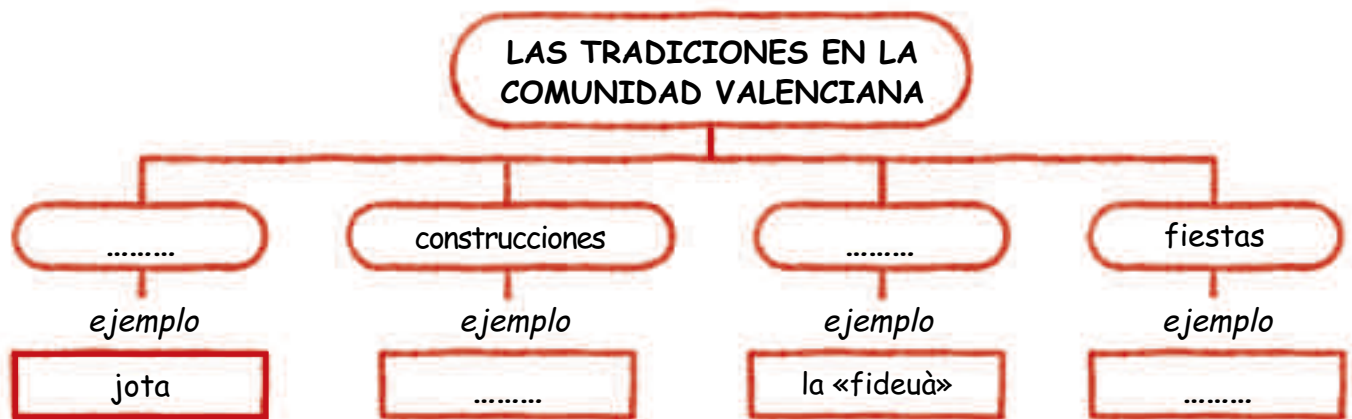 LAS TRADICIONES EN LA
COMUNIDAD VALENCIANA
………
construcciones
………
fiestas
ejemplo
ejemplo
ejemplo
ejemplo
jota
………
la «fideuà»
………